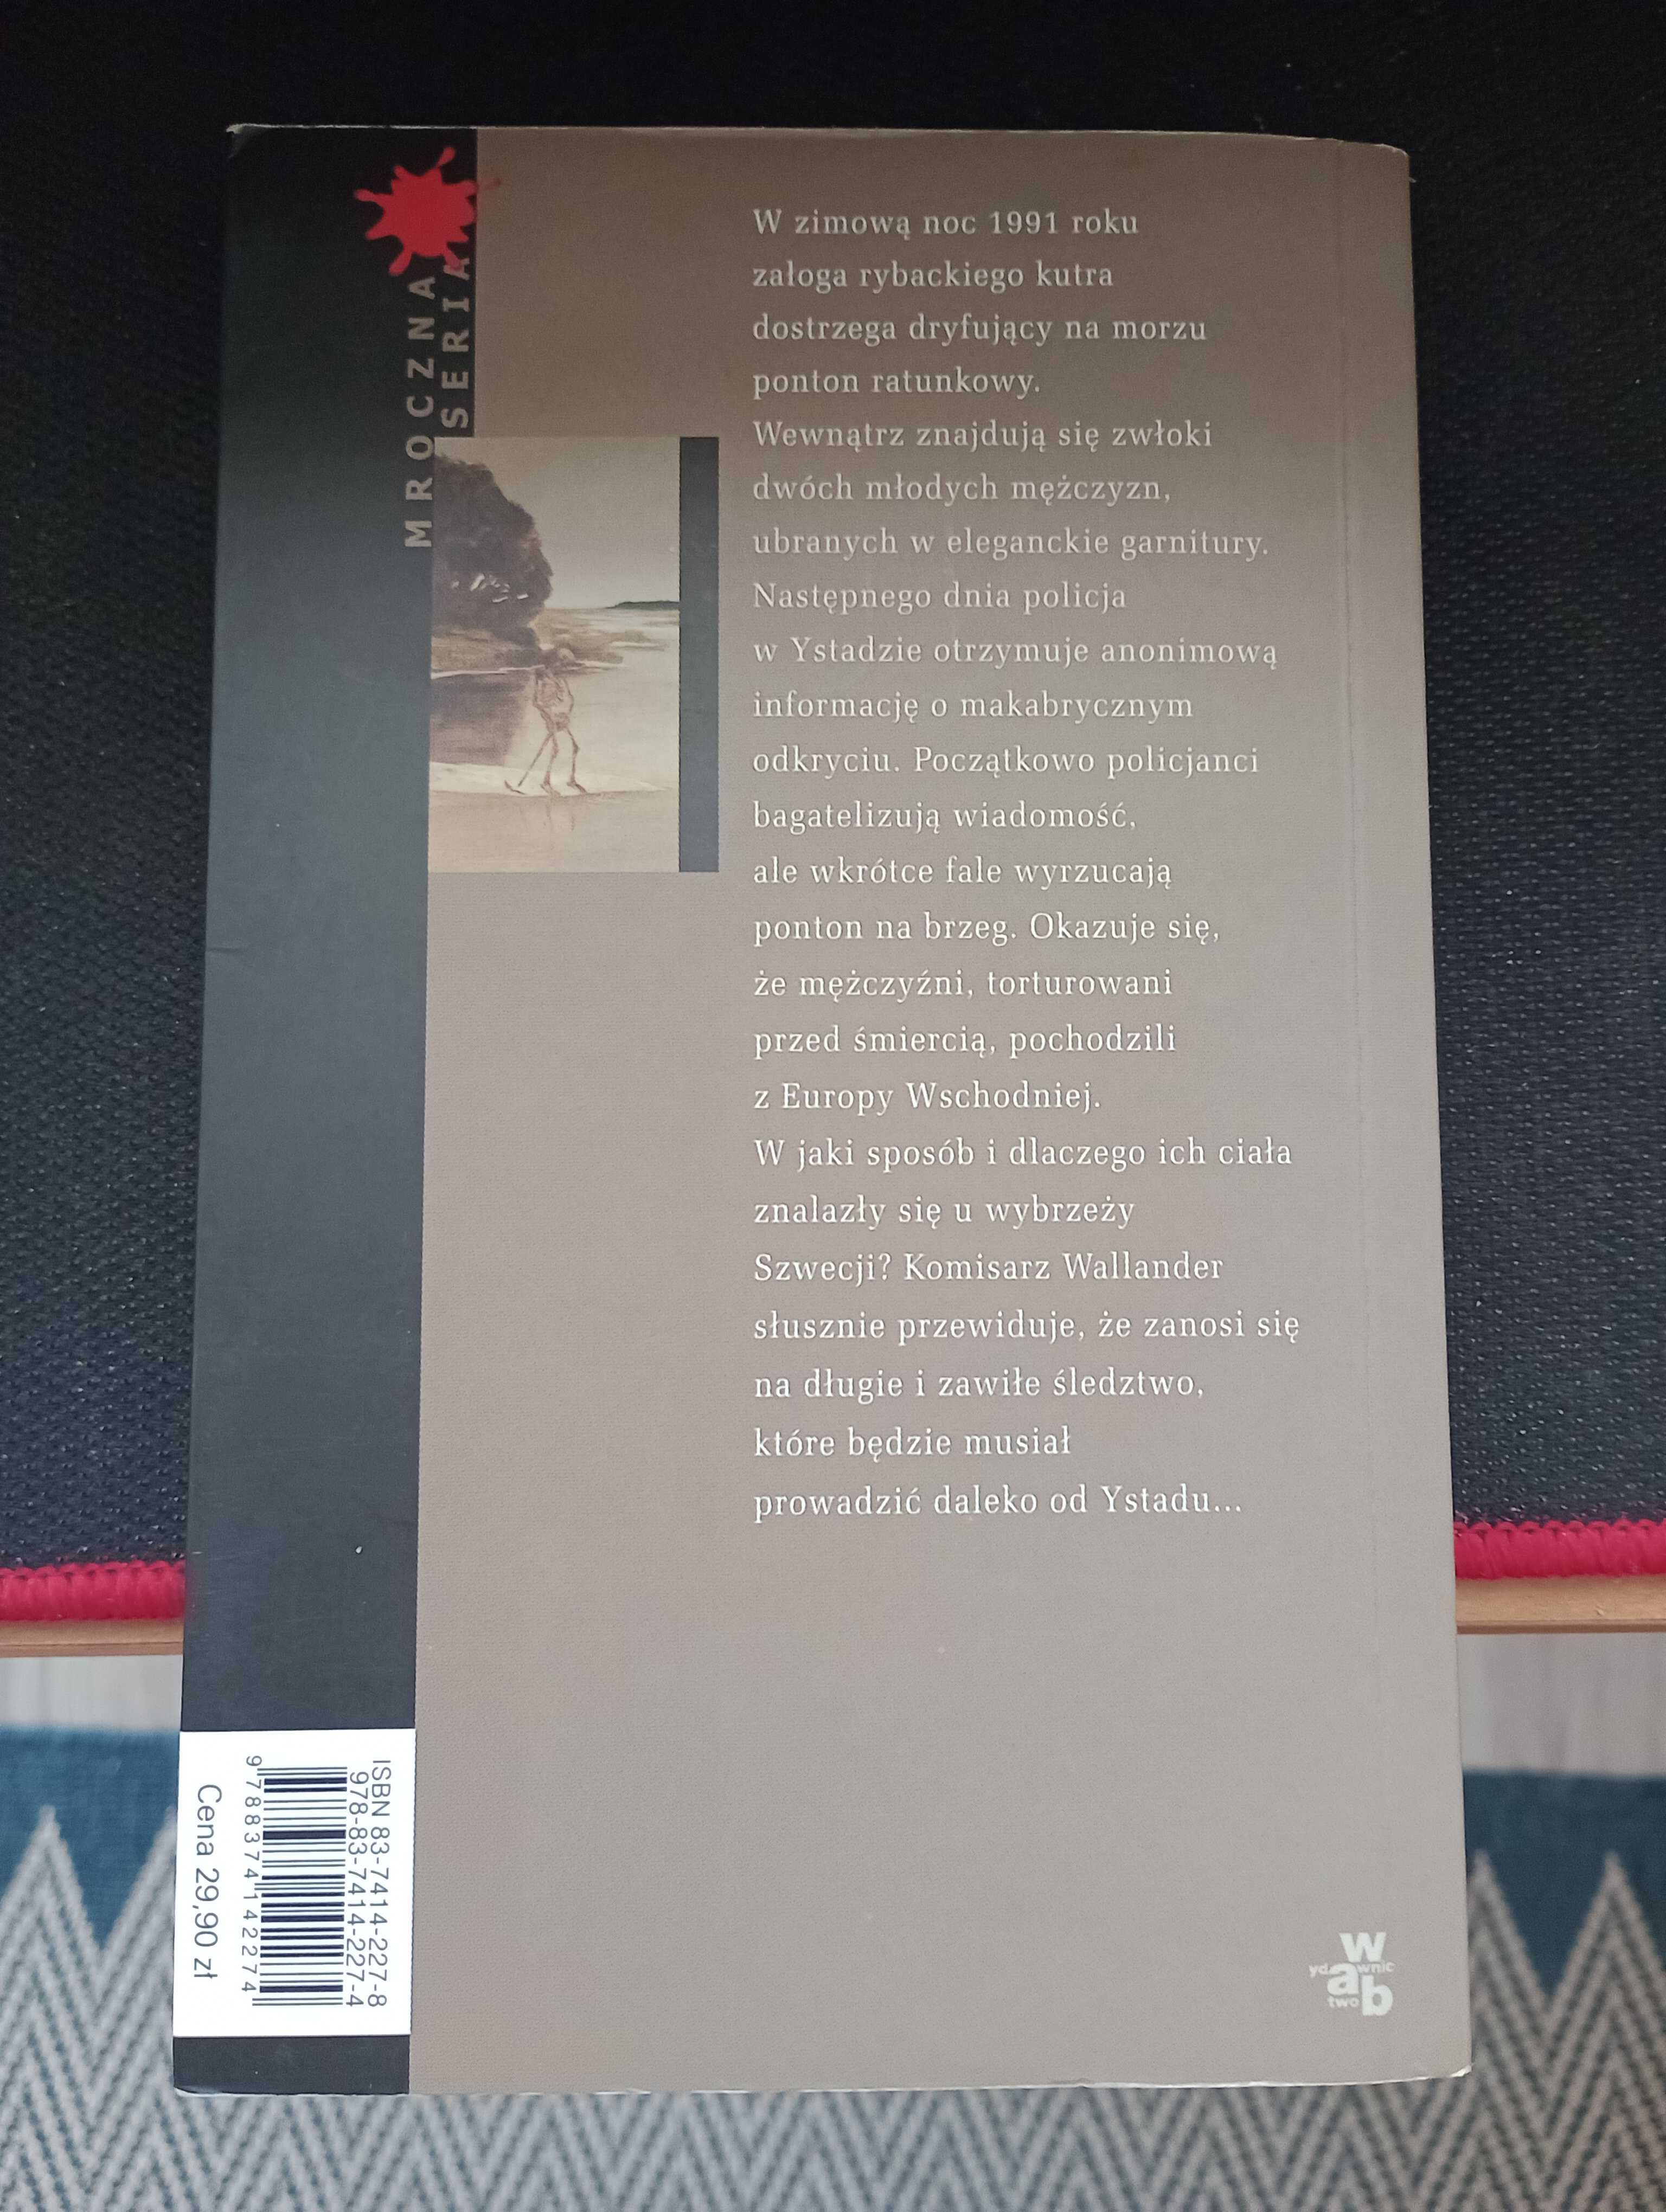 MROCZNA
SERIA
W zimową noc 1991 roku
załoga rybackiego kutra
dostrzega dryfujący na morzu
ponton ratunkowy.
Wewnątrz znajdują się zwłoki
dwóch młodych mężczyzn,
ubranych w eleganckie garnitury.
Następnego dnia policja
w Ystadzie otrzymuje anonimową
informację o makabrycznym
odkryciu. Początkowo policjanci
bagatelizują wiadomość,
ale wkrótce fale wyrzucają
ponton na brzeg. Okazuje się,
że mężczyźni, torturowani
przed śmiercią, pochodzili
z Europy Wschodniej.
W jaki sposób i dlaczego ich ciała
znalazły się u wybrzeży
Szwecji? Komisarz Wallander
słusznie przewiduje, że zanosi się
na długie i zawiłe śledztwo,
które będzie musiał
prowadzić daleko od Ystadu...
ISBN 83-7414-227-8
978-83-7414-227-4
9 788374 142274
Cena 29,90 zł
w
ydawnic
two b